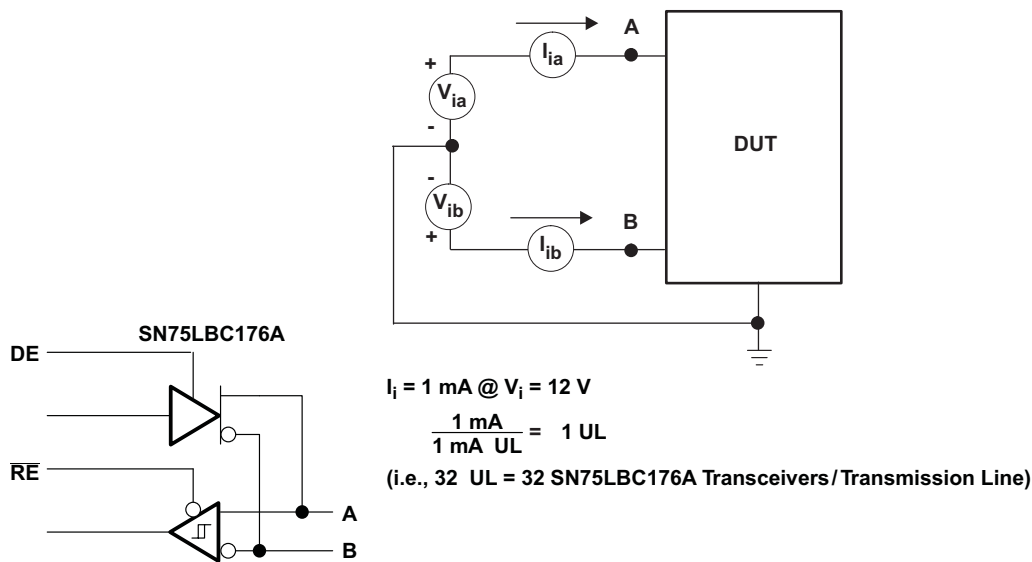 A
I_ia
+
V_ia
-
DUT
-
V_ib
+
B
I_ib
SN75LBC176A
DE
R̅E̅
A
B
I_i = 1 mA @ V_i = 12 V
1 mA
1 mA UL
= 1 UL
(i.e., 32 UL = 32 SN75LBC176A Transceivers/Transmission Line)